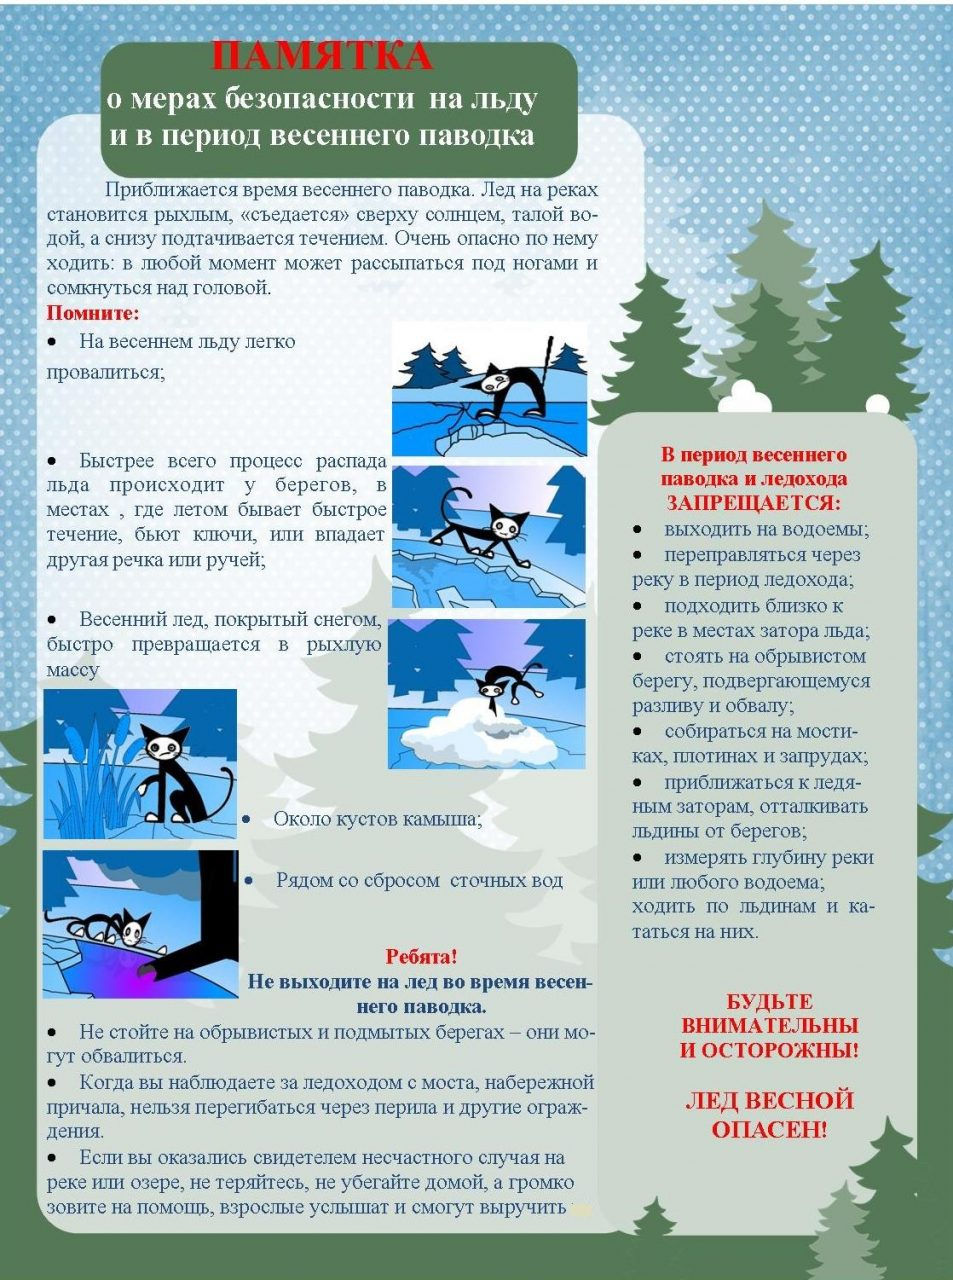 ПАМЯТКА
о мерах безопасности на льду
и в период весеннего паводка
Приближается время весеннего паводка. Лед на реках
становится рыхлым, «съедается» сверху солнцем, талой во-
дой, а снизу подтачивается течением. Очень опасно по нему
ходить: в любой момент может рассыпаться под ногами и
сомкнуться над головой.
Помните:
• На весеннем льду легко
провалиться;
• Быстрее всего процесс распада
льда происходит у берегов, в
местах , где летом бывает быстрое
течение, бьют ключи, или впадает
другая речка или ручей;
• Весенний лед, покрытый снегом,
быстро превращается в рыхлую
массу
• Около кустов камыша;
• Рядом со сбросом сточных вод
Ребята!
Не выходите на лед во время весен-
него паводка.
• Не стойте на обрывистых и подмытых берегах – они мо-
гут обвалиться.
• Когда вы наблюдаете за ледоходом с моста, набережной
причала, нельзя перегибаться через перила и другие ограж-
дения.
• Если вы оказались свидетелем несчастного случая на
реке или озере, не теряйтесь, не убегайте домой, а громко
зовите на помощь, взрослые услышат и смогут выручить
В период весеннего
паводка и ледохода
ЗАПРЕЩАЕТСЯ:
• выходить на водоемы;
• переправляться через
реку в период ледохода;
• подходить близко к
реке в местах затора льда;
• стоять на обрывистом
берегу, подвергающемуся
разливу и обвалу;
• собираться на мости-
ках, плотинах и запрудах;
• приближаться к ледя-
ным заторам, отталкивать
льдины от берегов;
• измерять глубину реки
или любого водоема;
ходить по льдинам и ка-
таться на них.
БУДЬТЕ
ВНИМАТЕЛЬНЫ
И ОСТОРОЖНЫ!
ЛЕД ВЕСНОЙ
ОПАСЕН!